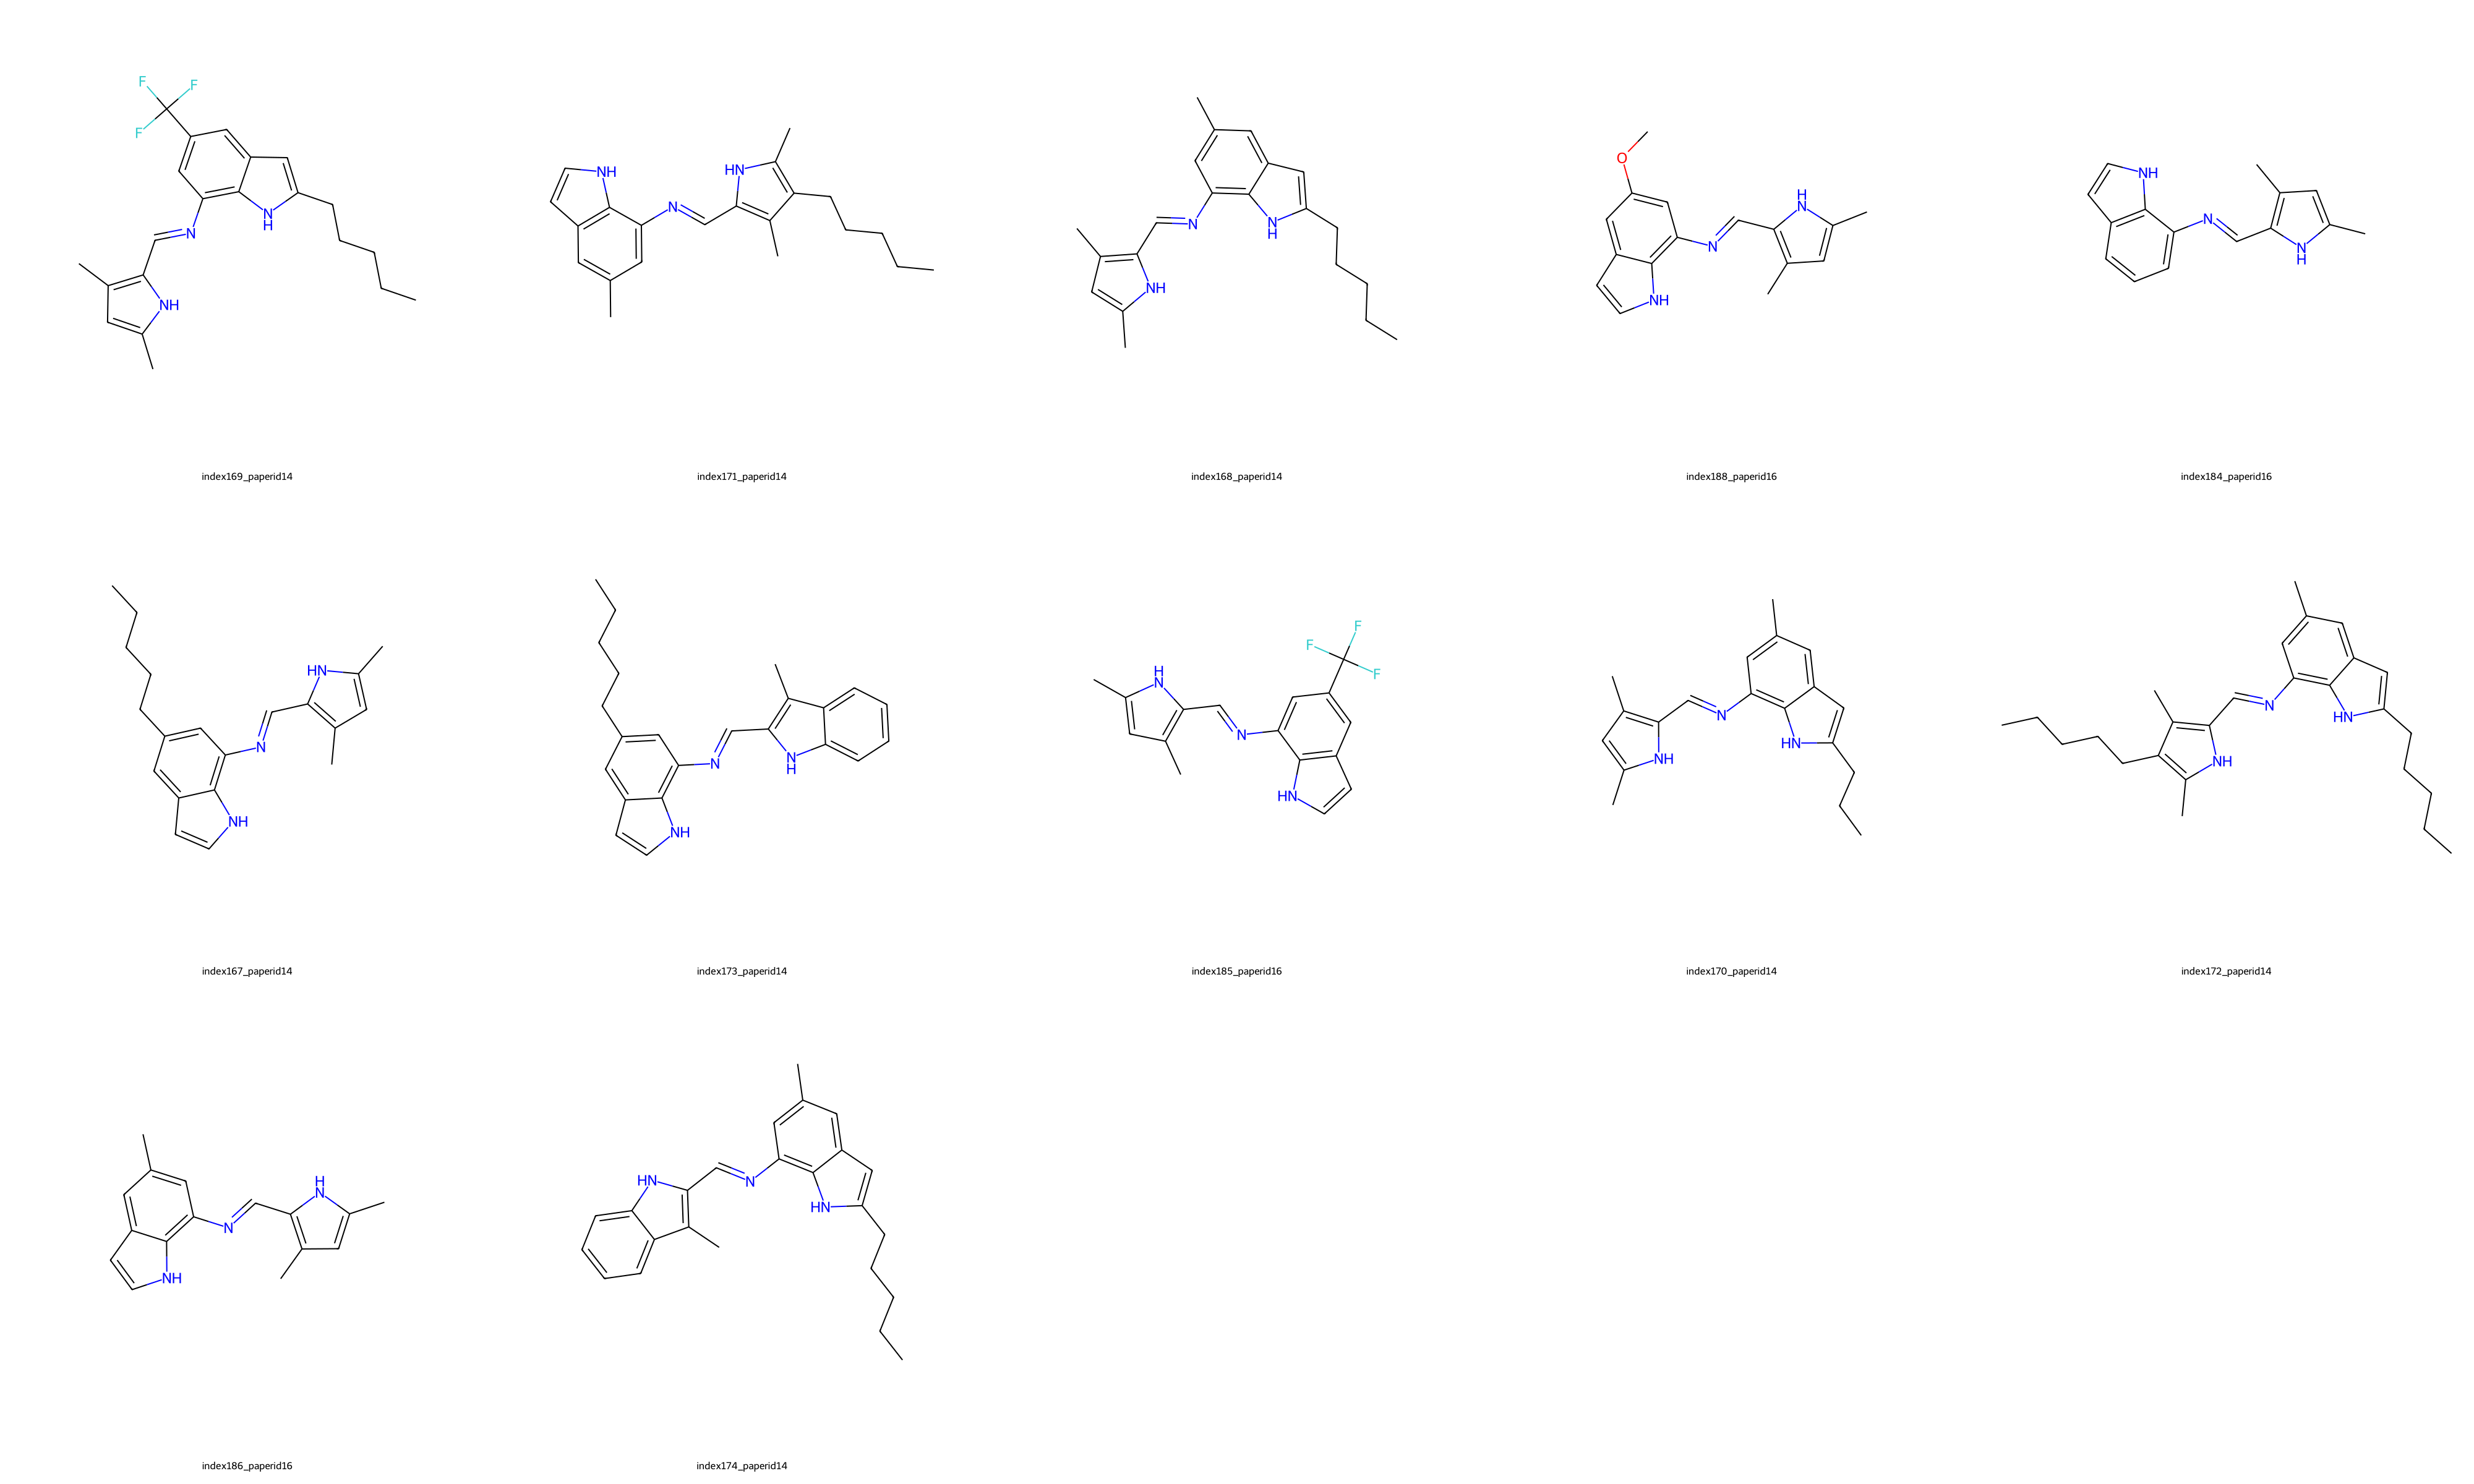 F F
F
N
N
H
NH
index169_paperid14
NH
N
HN
index171_paperid14
N
N
H
NH
index168_paperid14
O
NH
N
H
N
index188_paperid16
NH
N
N
H
index184_paperid16
HN
N
NH
index167_paperid14
N
N
H
NH
index173_paperid14
F
F
F
H
N
N
HN
index185_paperid16
N
HN
NH
index170_paperid14
N
HN
NH
index172_paperid14
H
N
N
NH
index186_paperid16
HN
N
HN
index174_paperid14